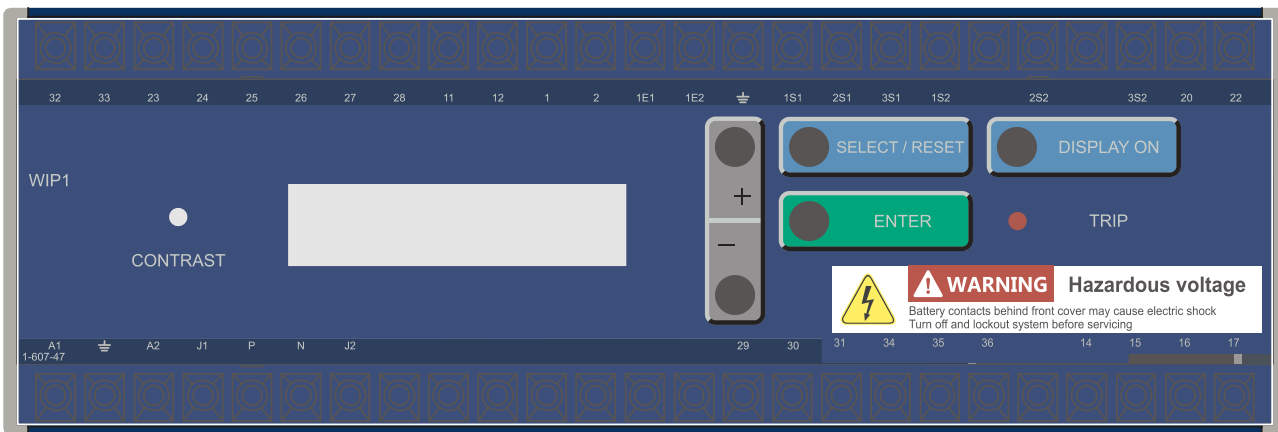 32 33 23 24 25 26 27 28 11 12 1 2 1E1 1E2 1S1 2S1 3S1 1S2 2S2 3S2 20 22
SELECT / RESET
DISPLAY ON
WIP1
+
ENTER
TRIP
CONTRAST
−
WARNING Hazardous voltage
Battery contacts behind front cover may cause electric shock
Turn off and lockout system before servicing
A1 A2 J1 P N J2 29 30 31 34 35 36 14 15 16 17
1-607-47